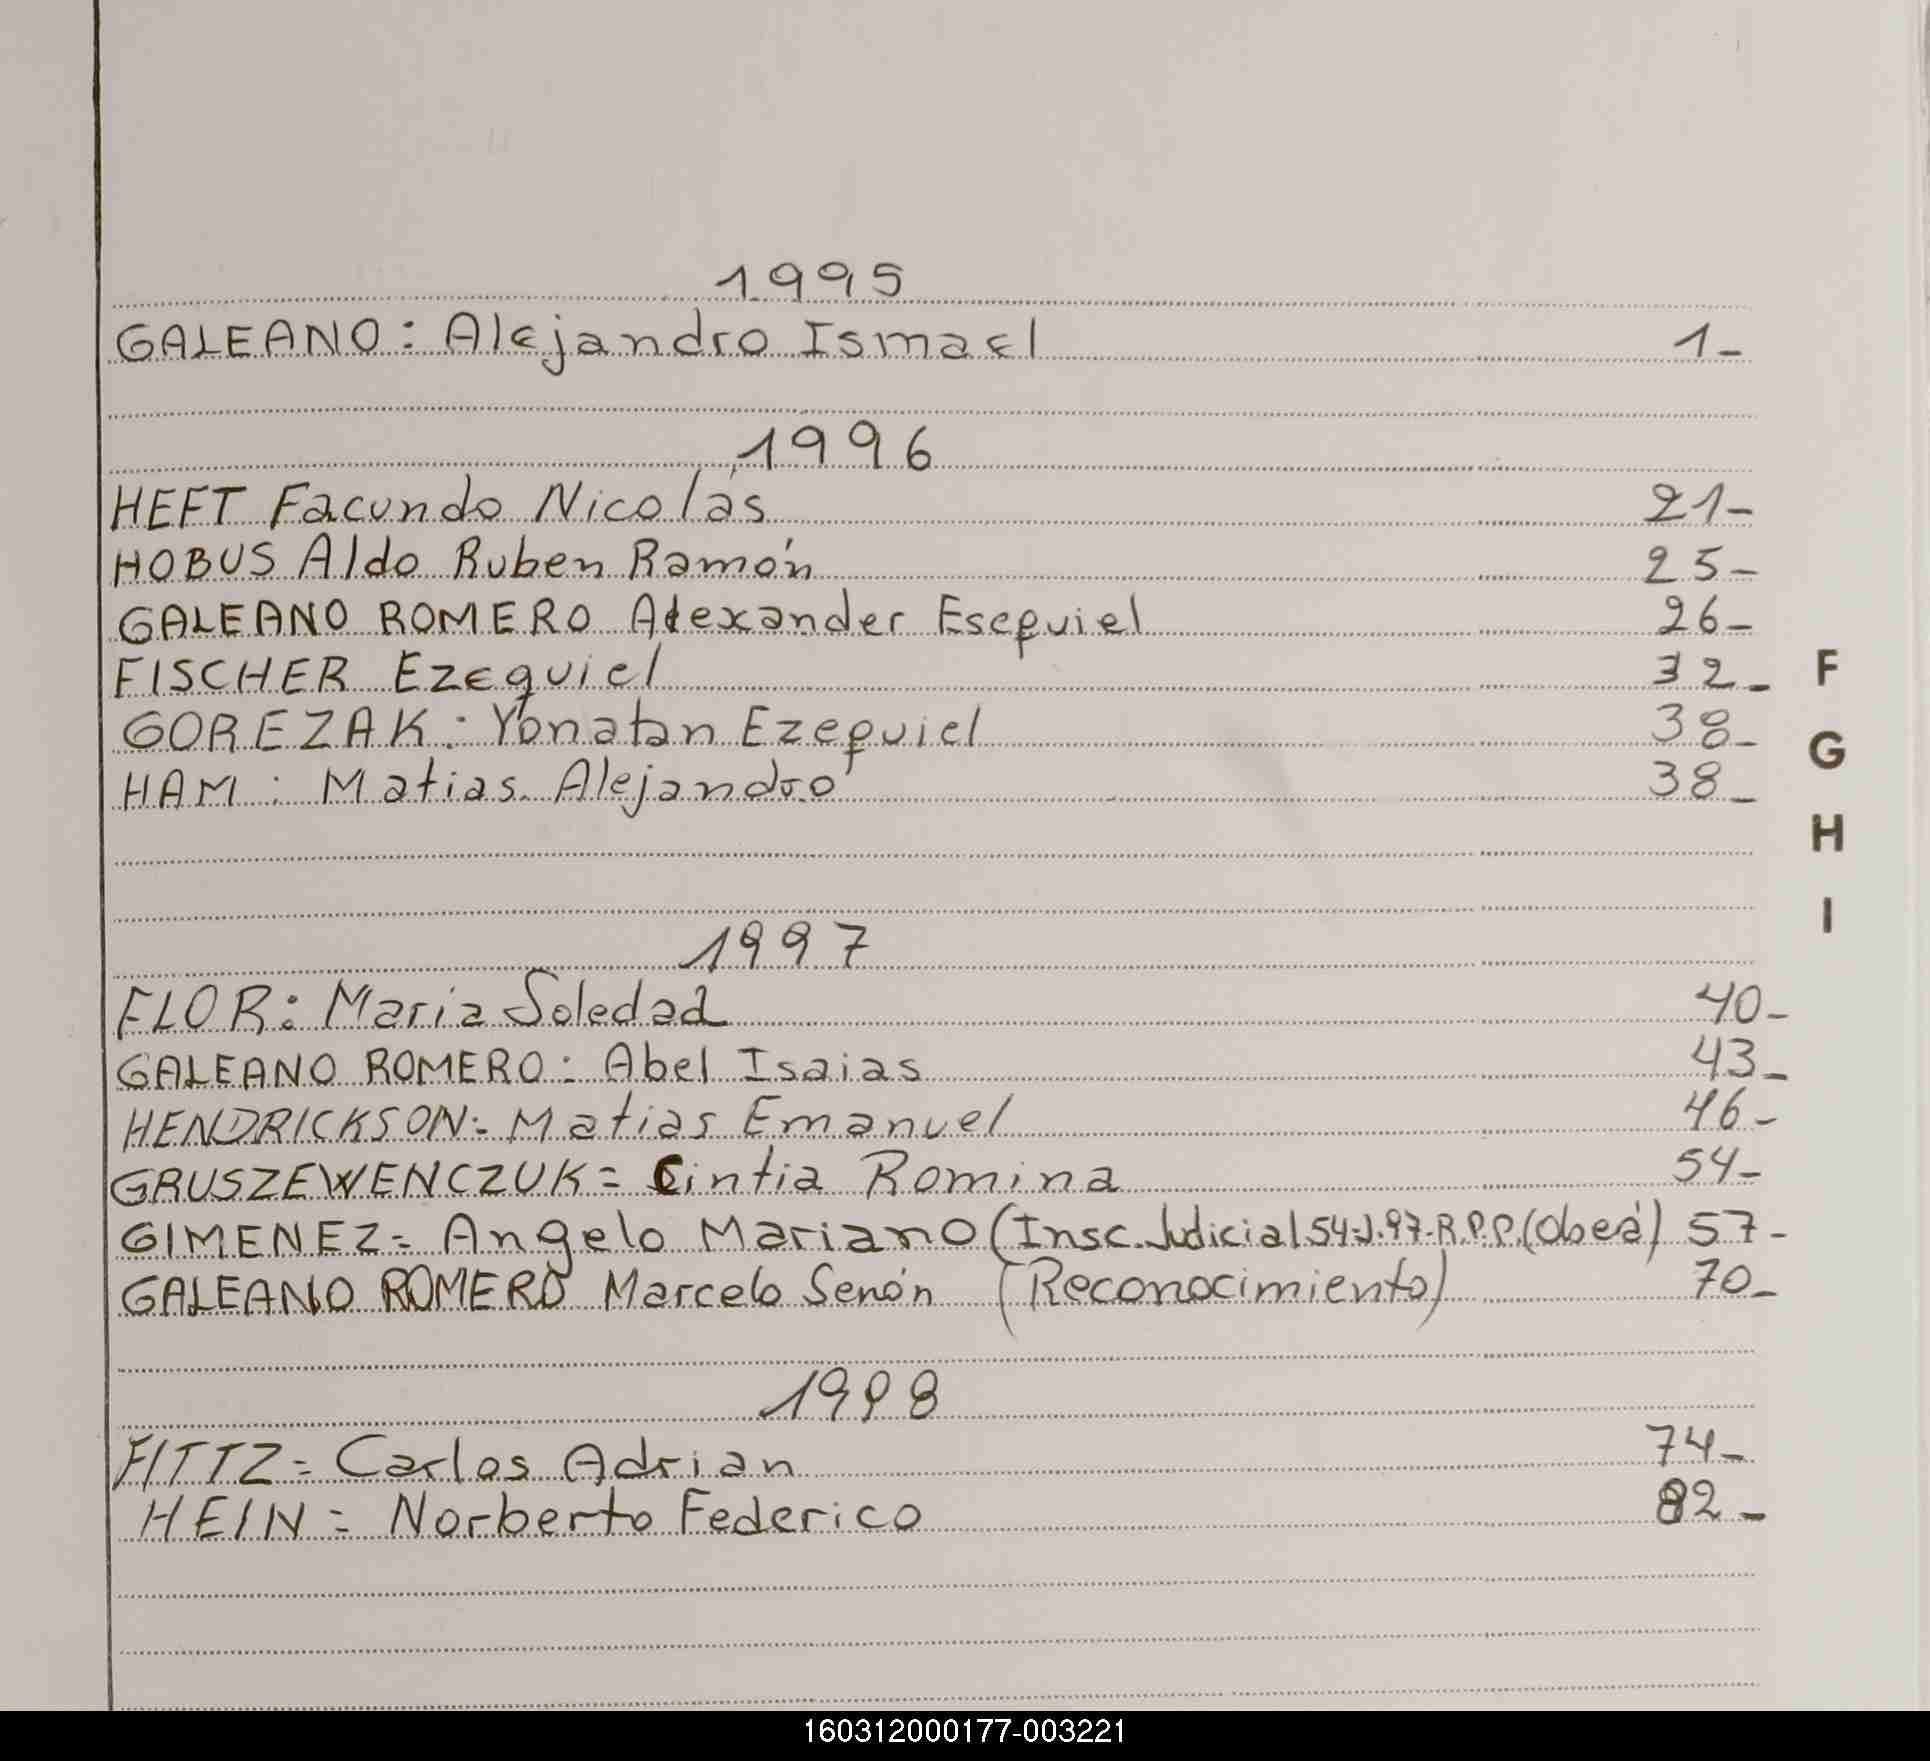 1995
GALEANO: Alejandro Ismael 1-
1996
HEFT Facundo Nicolás 21-
HOBUS Aldo Ruben Ramón 25-
GALEANO ROMERO Alexander Esequiel 26-
FISCHER Ezequiel 32-
GOREZAK: Yonatan Ezequiel 38-
HAM: Matias Alejandro 38-
1997
FLOR: Maria Soledad 40-
GALEANO ROMERO: Abel Isaias 43-
HENDRICKSON= Matias Emanuel 46-
GRUSZEWENCZUK= Cintia Romina 54-
GIMENEZ= Angelo Mariano (Insc. Judicial 54-J.97-R.P.P. (Oberá) 57-
GALEANO ROMERO Marcelo Senón (Reconocimiento) 70-
1998
FITTZ= Carlos Adrian 74-
HEIN= Norberto Federico 82-
F
G
H
I
160312000177-003221